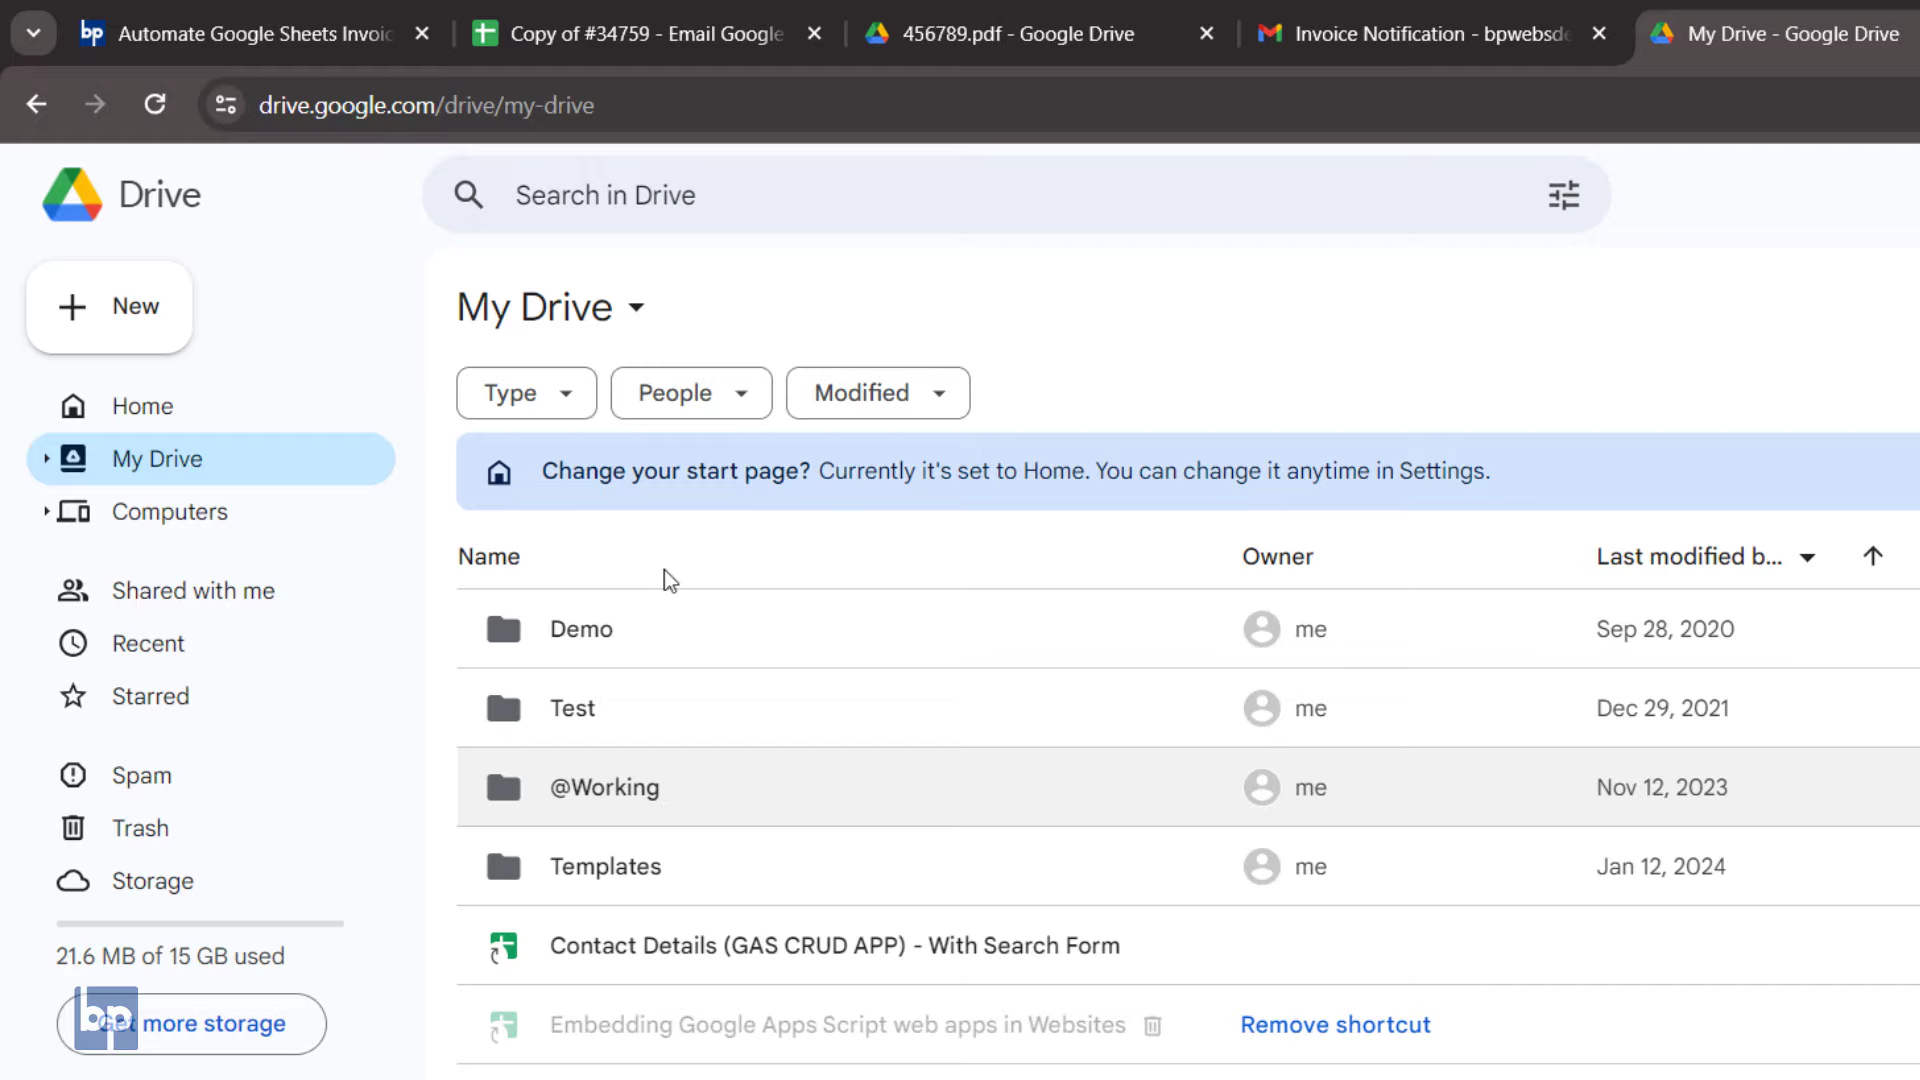 bp Automate Google Sheets Invoic
Copy of #34759 - Email Google
456789.pdf - Google Drive
Invoice Notification - bpwebsde
My Drive - Google Drive
drive.google.com/drive/my-drive
Drive
Search in Drive
New
My Drive
Type
People
Modified
Home
My Drive
Computers
Shared with me
Recent
Starred
Spam
Trash
Storage
21.6 MB of 15 GB used
Get more storage
bp
Change your start page? Currently it's set to Home. You can change it anytime in Settings.
Name Owner Last modified b...
Demo me Sep 28, 2020
Test me Dec 29, 2021
@Working me Nov 12, 2023
Templates me Jan 12, 2024
Contact Details (GAS CRUD APP) - With Search Form
Embedding Google Apps Script web apps in Websites Remove shortcut